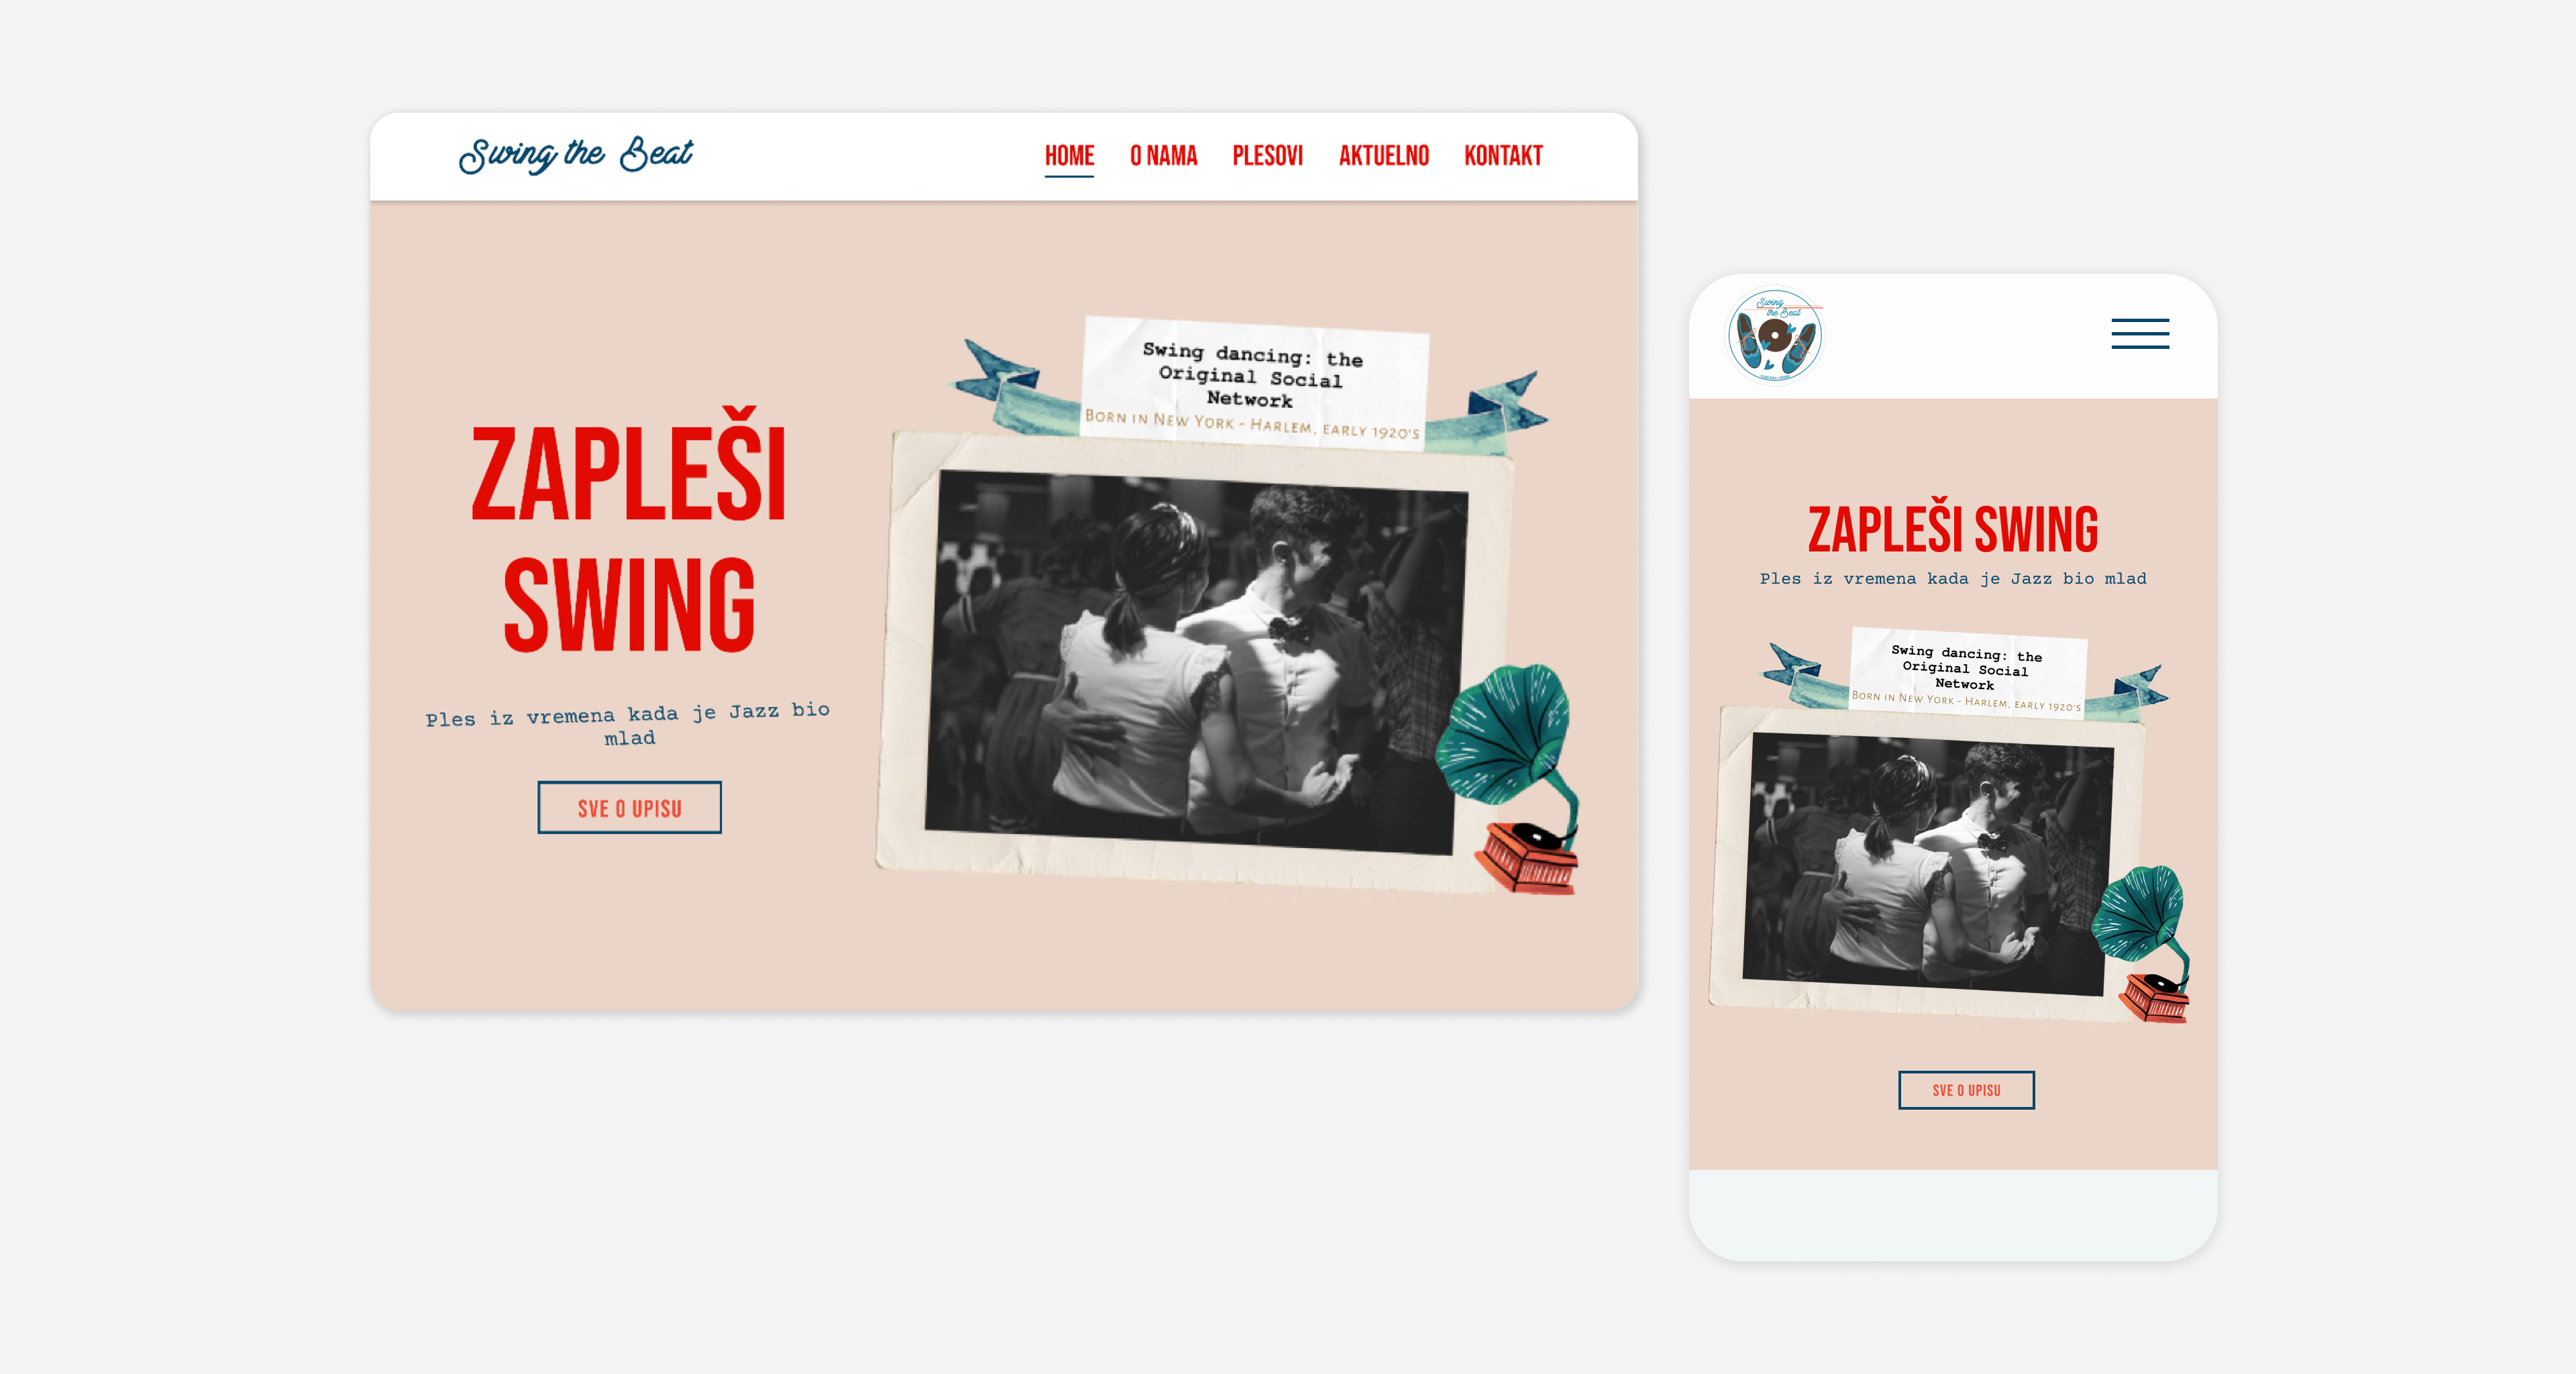 Swing the Beat
HOME O NAMA PLESOVI AKTUELNO KONTAKT
ZAPLEŠI
SWING
Ples iz vremena kada je Jazz bio
mlad
SVE O UPISU
Swing dancing: the
Original Social
Network
BORN IN NEW YORK - HARLEM, EARLY 1920'S
Swing
the Beat
ZAPLEŠI SWING
Ples iz vremena kada je Jazz bio mlad
Swing dancing: the
Original Social
Network
BORN IN NEW YORK - HARLEM, EARLY 1920'S
SVE O UPISU